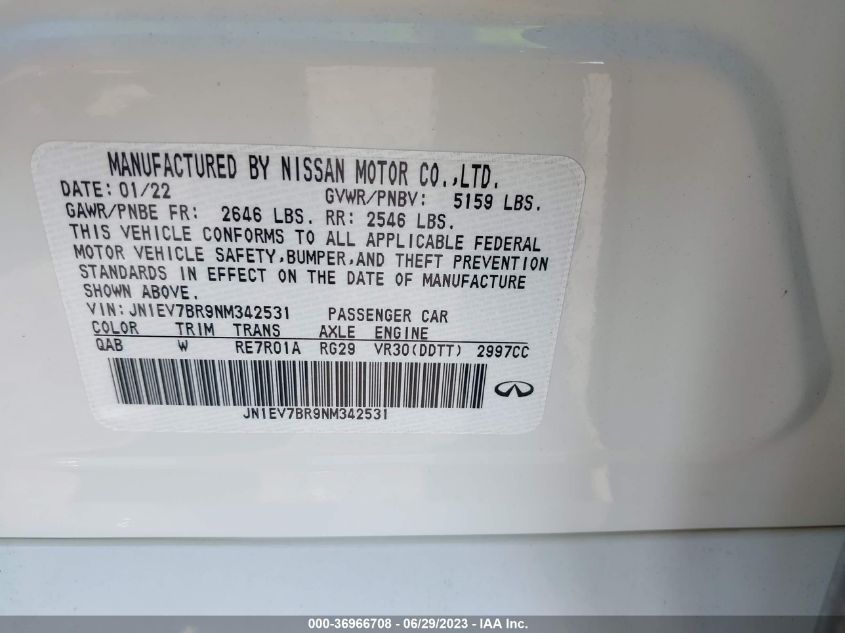 MANUFACTURED BY NISSAN MOTOR CO.,LTD.
DATE: 01/22 GVWR/PNBV: 5159 LBS.
GAWR/PNBE FR: 2646 LBS. RR: 2546 LBS.
THIS VEHICLE CONFORMS TO ALL APPLICABLE FEDERAL
MOTOR VEHICLE SAFETY,BUMPER,AND THEFT PREVENTION
STANDARDS IN EFFECT ON THE DATE OF MANUFACTURE
SHOWN ABOVE.
VIN: JN1EV7BR9NM342531 PASSENGER CAR
COLOR TRIM TRANS AXLE ENGINE
QAB W RE7R01A RG29 VR30(DDTT) 2997CC
JN1EV7BR9NM342531
000-36966708 - 06/29/2023 - IAA Inc.